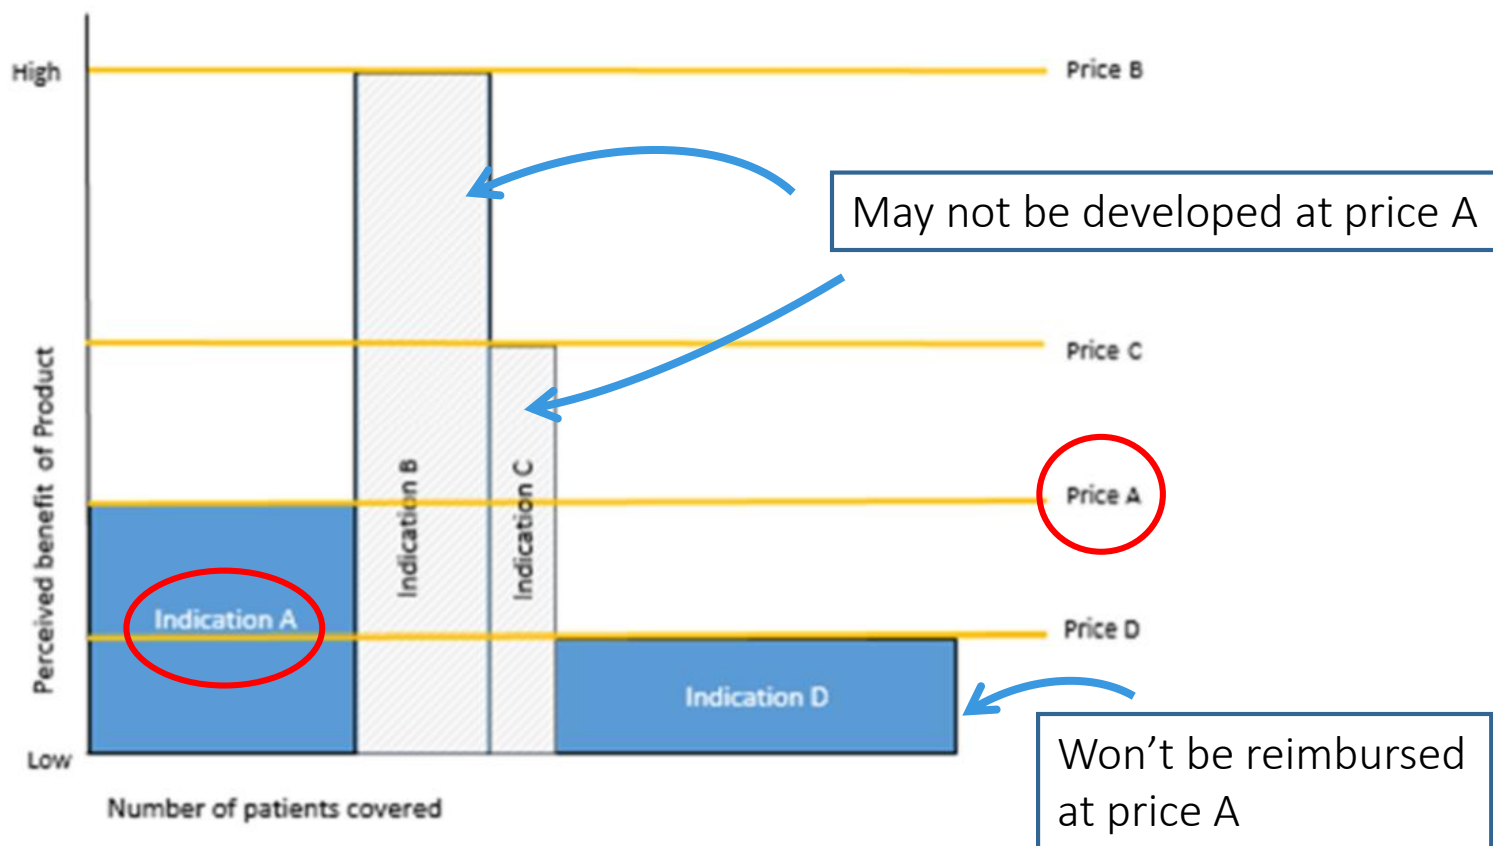 High
Price B
May not be developed at price A
Price C
Perceived benefit of Product
Indication B
Indication C
Price A
Indication A
Price D
Indication D
Low
Won’t be reimbursed
at price A
Number of patients covered